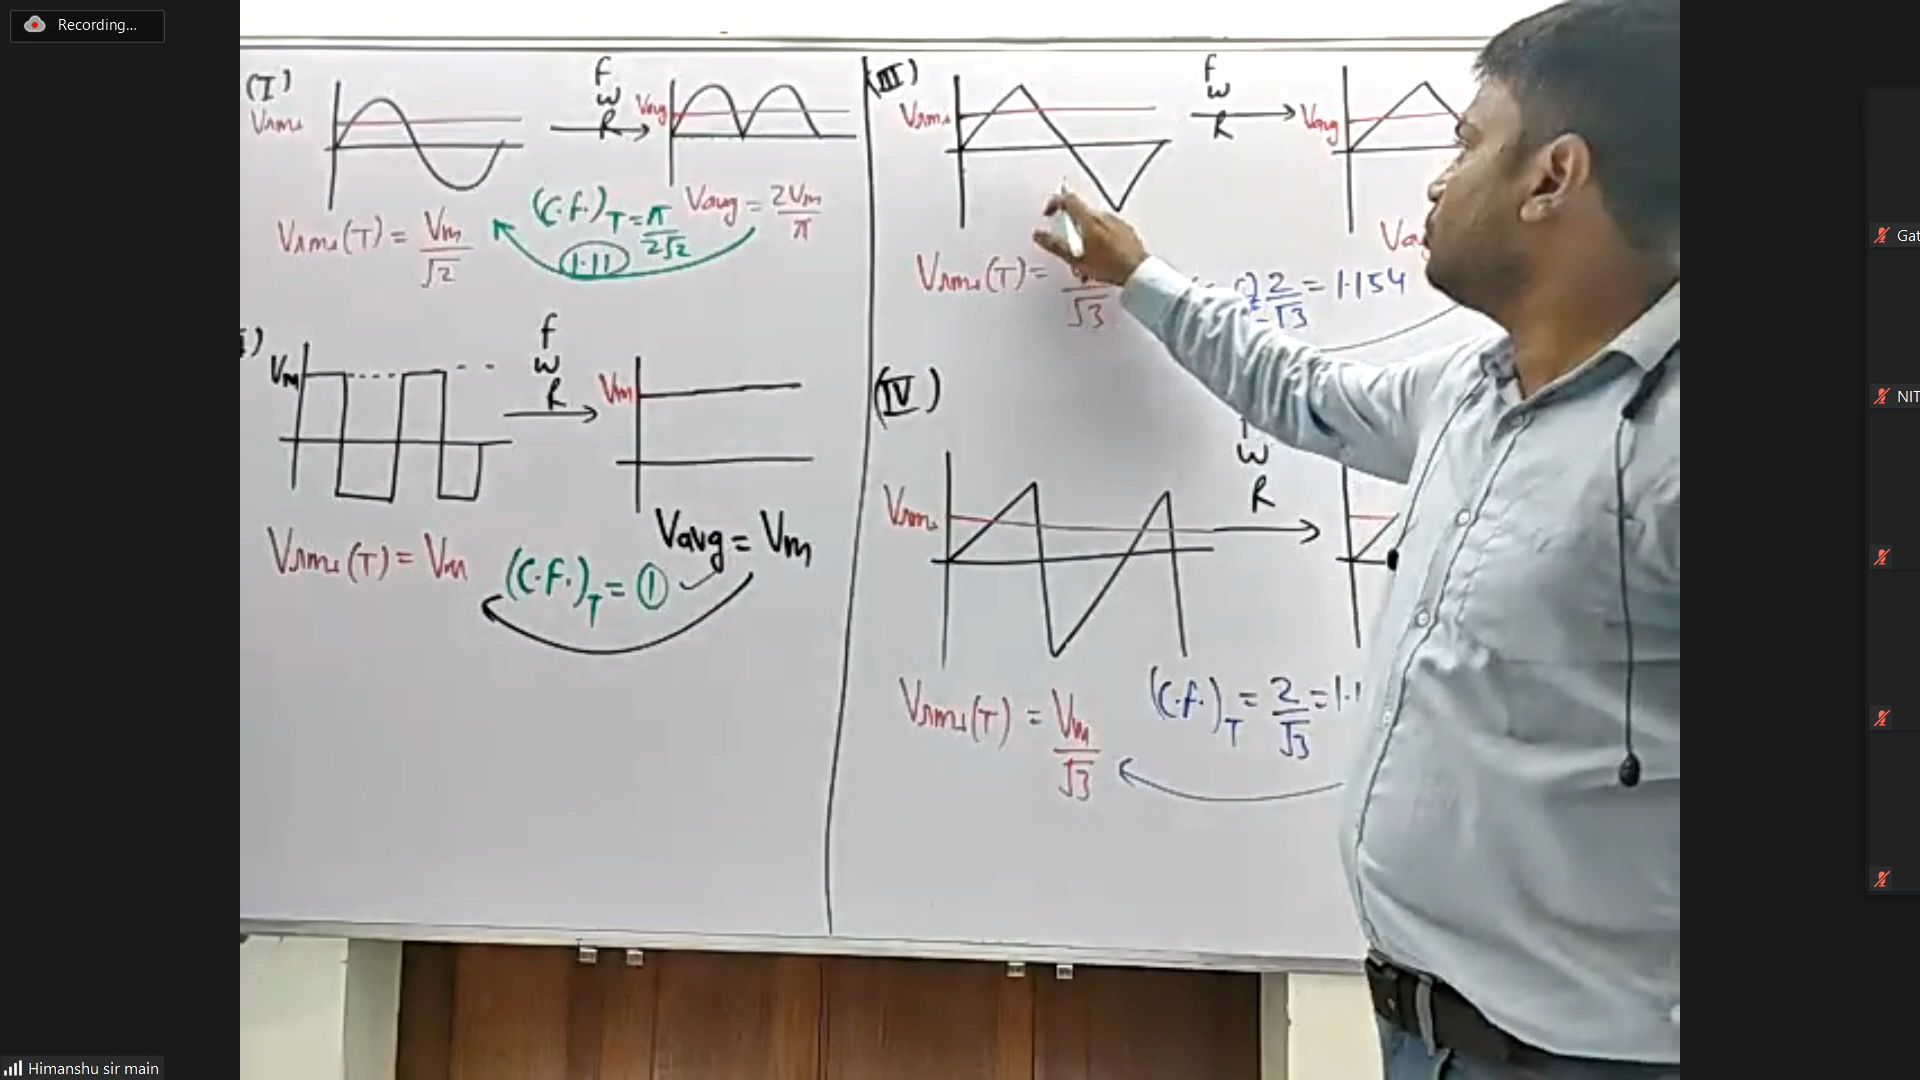 Recording...
(I)
Vrms
f
W
R
Vavg
Vrms(T) = Vm/√2
(C.f.)T = π/2√2
1.11
Vavg = 2Vm/π
Vm
f
W
R
Vm
Vrms(T) = Vm
(C.f.)T = 1
Vavg = Vm
(III)
Vrms
f
W
R
Vavg
Vrms(T) =
√3
2/√3 = 1.154
(IV)
Vrms
W
R
Vrms(T) = Vm/√3
(C.f.)T = 2/√3 = 1.1
Gat
NIT
Himanshu sir main